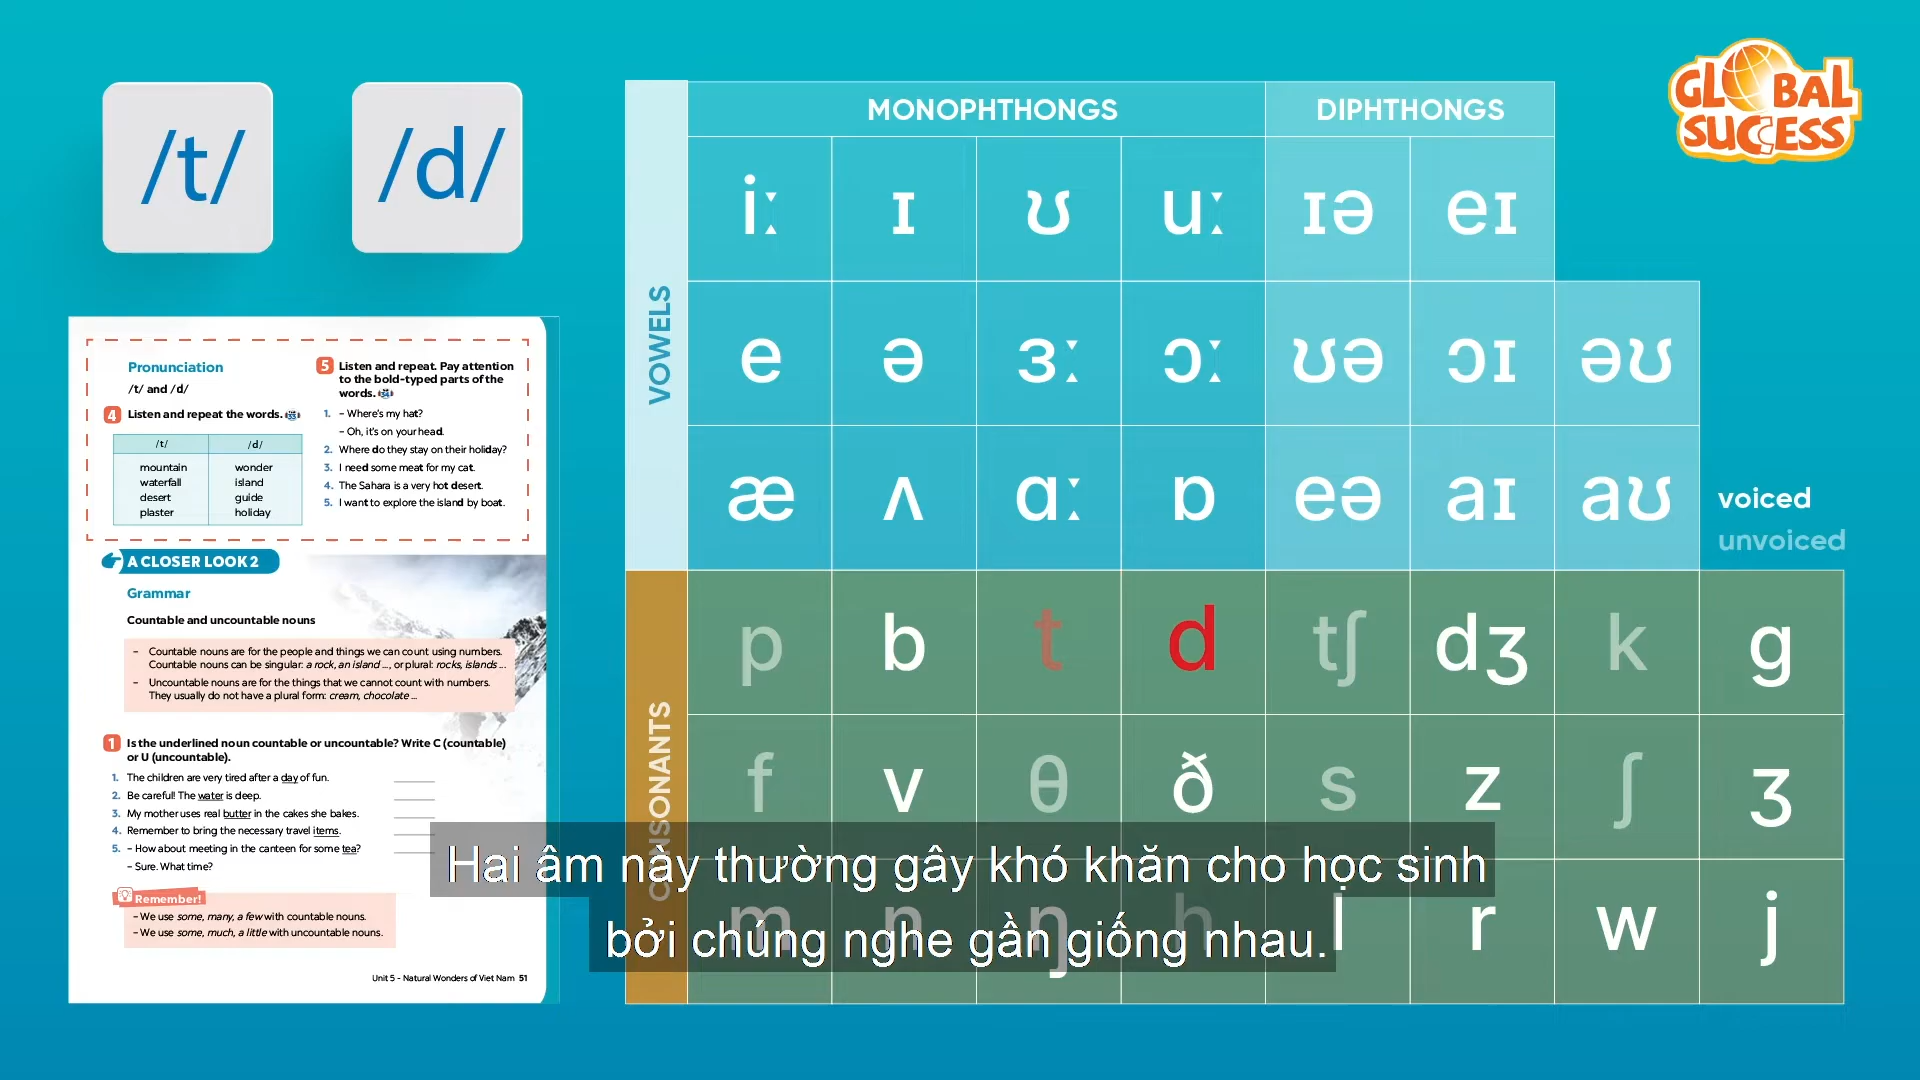 /t/
/d/
GLOBAL
SUCCESS
Pronunciation
/t/ and /d/
4 Listen and repeat the words.
/t/ /d/
mountain wonder
waterfall island
desert guide
plaster holiday
5 Listen and repeat. Pay attention
to the bold-typed parts of the
words.
1. – Where's my hat?
– Oh, it's on your head.
2. Where do they stay on their holiday?
3. I need some meat for my cat.
4. The Sahara is a very hot desert.
5. I want to explore the island by boat.
A CLOSER LOOK 2
Grammar
Countable and uncountable nouns
– Countable nouns are for the people and things we can count using numbers.
Countable nouns can be singular: a rock, an island ..., or plural: rocks, islands ...
– Uncountable nouns are for the things that we cannot count with numbers.
They usually do not have a plural form: cream, chocolate ...
1 Is the underlined noun countable or uncountable? Write C (countable)
or U (uncountable).
1. The children are very tired after a day of fun.
2. Be careful! The water is deep.
3. My mother uses real butter in the cakes she bakes.
4. Remember to bring the necessary travel items.
5. – How about meeting in the canteen for some tea?
– Sure. What time?
Remember!
– We use some, many, a few with countable nouns.
– We use some, much, a little with uncountable nouns.
Unit 5 - Natural Wonders of Viet Nam 51
MONOPHTHONGS DIPHTHONGS
VOWELS
iː ɪ ʊ uː ɪə eɪ
e ə ɜː ɔː ʊə ɔɪ əʊ
æ ʌ ɑː ɒ eə aɪ aʊ
voiced
unvoiced
CONSONANTS
p b t d tʃ dʒ k g
f v θ ð s z ʃ ʒ
m n ŋ h l r w j
Hai âm này thường gây khó khăn cho học sinh
bởi chúng nghe gần giống nhau.